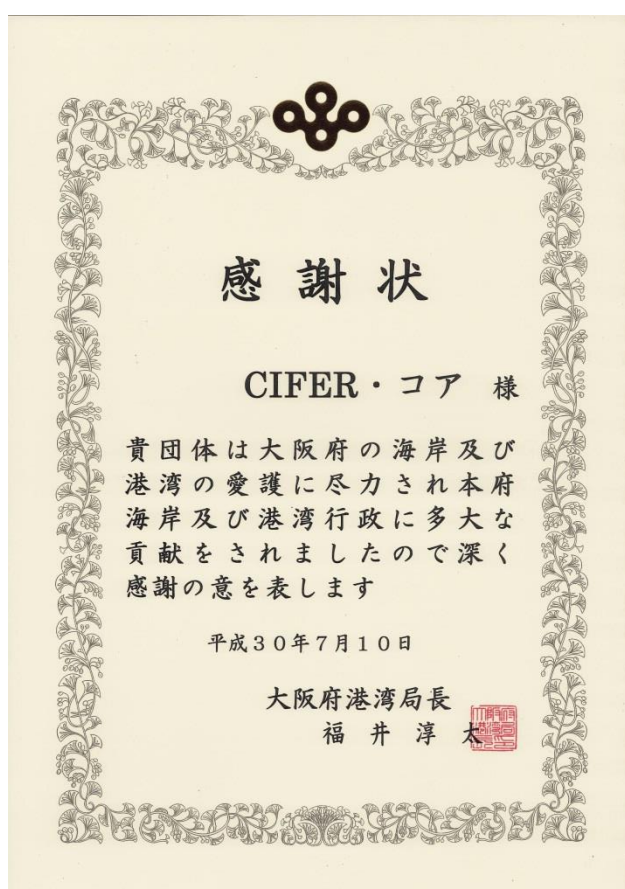 感謝状
CIFER・コア 様
貴団体は大阪府の海岸及び
港湾の愛護に尽力され本府
海岸及び港湾行政に多大な
貢献をされましたので深く
感謝の意を表します
平成30年7月10日
大阪府港湾局長
福井淳太